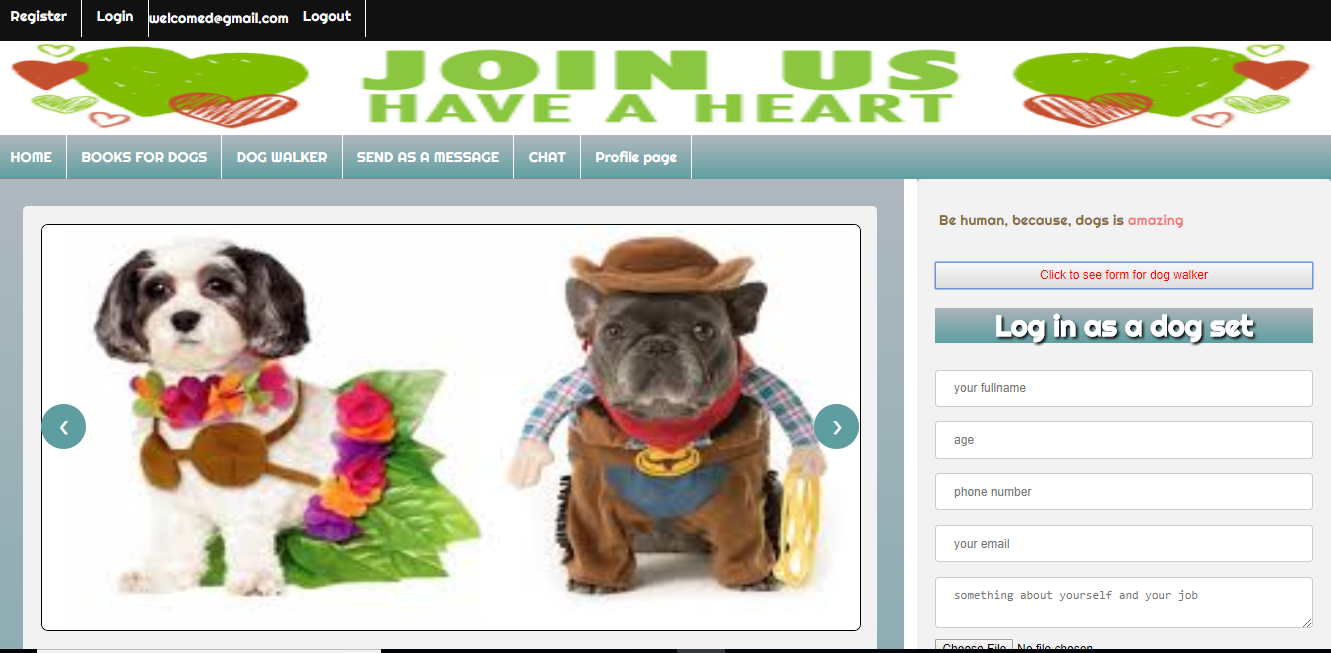 Register Login welcomed@gmail.com Logout
JOIN US
HAVE A HEART
HOME BOOKS FOR DOGS DOG WALKER SEND AS A MESSAGE CHAT Profile page
Be human, because, dogs is amazing
Click to see form for dog walker
Log in as a dog set
your fullname
age
phone number
your email
something about yourself and your job
Choose File No file chosen